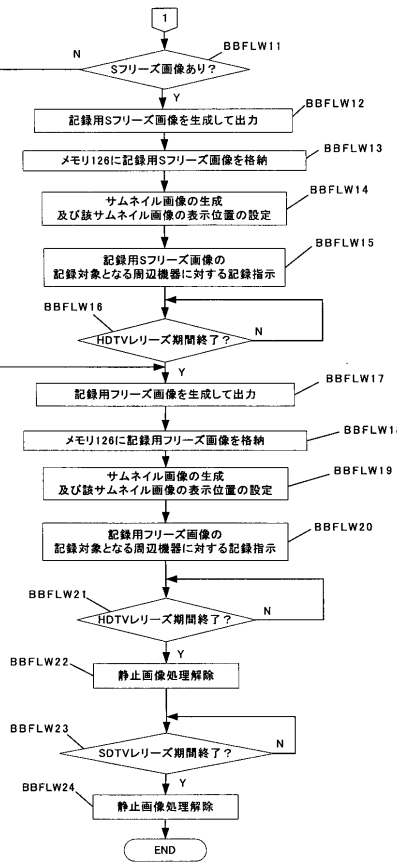 1
BBFLW11
N
Sフリーズ画像あり?
Y
BBFLW12
記録用Sフリーズ画像を生成して出力
BBFLW13
メモリ126に記録用Sフリーズ画像を格納
BBFLW14
サムネイル画像の生成
及び該サムネイル画像の表示位置の設定
BBFLW15
記録用Sフリーズ画像の
記録対象となる周辺機器に対する記録指示
BBFLW16
N
HDTVレリーズ期間終了?
Y
BBFLW17
記録用フリーズ画像を生成して出力
BBFLW18
メモリ126に記録用フリーズ画像を格納
BBFLW19
サムネイル画像の生成
及び該サムネイル画像の表示位置の設定
BBFLW20
記録用フリーズ画像の
記録対象となる周辺機器に対する記録指示
BBFLW21
N
HDTVレリーズ期間終了?
Y
BBFLW22
静止画像処理解除
BBFLW23
N
SDTVレリーズ期間終了?
Y
BBFLW24
静止画像処理解除
END